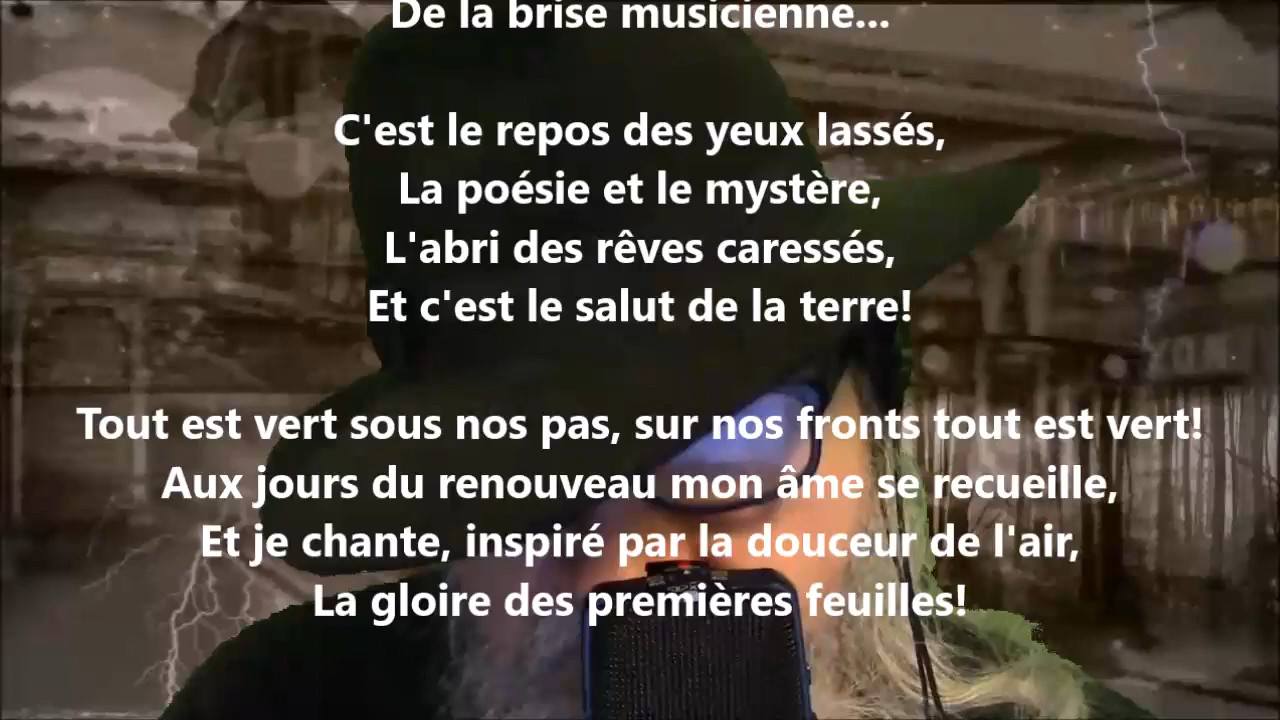 De la brise musicienne...
C'est le repos des yeux lassés,
La poésie et le mystère,
L'abri des rêves caressés,
Et c'est le salut de la terre!
Tout est vert sous nos pas, sur nos fronts tout est vert!
Aux jours du renouveau mon âme se recueille,
Et je chante, inspiré par la douceur de l'air,
La gloire des premières feuilles!